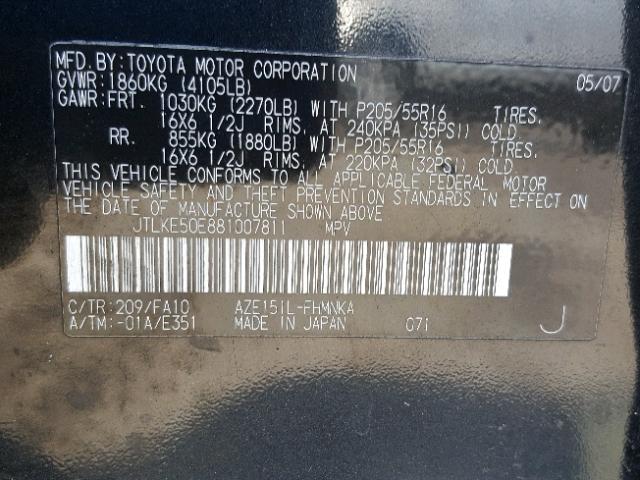 MFD. BY: TOYOTA MOTOR CORPORATION 05/07
GVWR: 1860KG (4105LB)
GAWR: FRT. 1030KG (2270LB) WITH P205/55R16 TIRES.
16X6 1/2J RIMS, AT 240KPA (35PSI) COLD
RR. 855KG (1880LB) WITH P205/55R16 TIRES.
16X6 1/2J RIMS, AT 220KPA (32PSI) COLD
THIS VEHICLE CONFORMS TO ALL APPLICABLE FEDERAL MOTOR
VEHICLE SAFETY AND THEFT PREVENTION STANDARDS IN EFFECT ON
THE DATE OF MANUFACTURE SHOWN ABOVE
JTLKE50E881007811 MPV
C/TR: 209/FA10 AZE151L-FHMNKA
A/TM: -01A/E351 MADE IN JAPAN 071 J